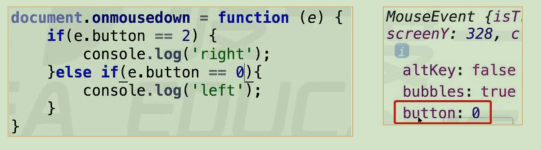 document.onmousedown = function (e) {
if(e.button == 2) {
console.log('right');
}else if(e.button == 0){
console.log('left');
}
}
MouseEvent {isT
screenY: 328, c
i
altKey: false
bubbles: true
button: 0